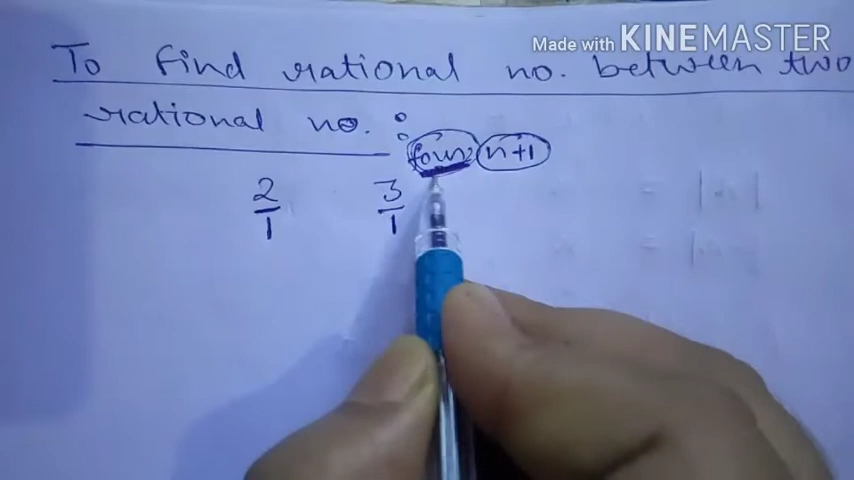 Made with KINEMASTER
To find rational no. between two
rational no. :
four n+1
2 3
1 1